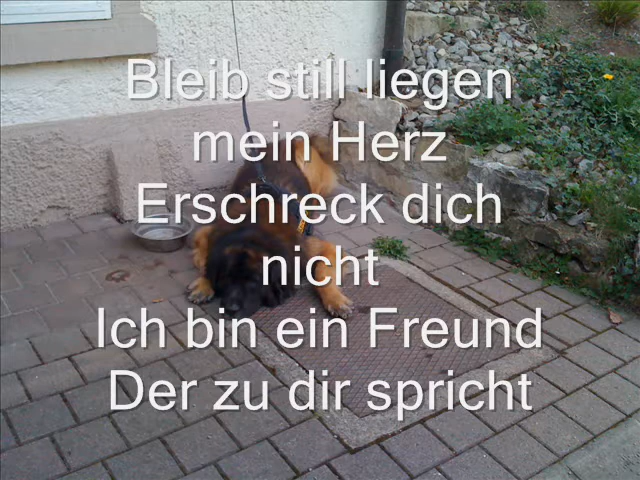 Bleib still liegen
mein Herz
Erschreck dich
nicht
Ich bin ein Freund
Der zu dir spricht